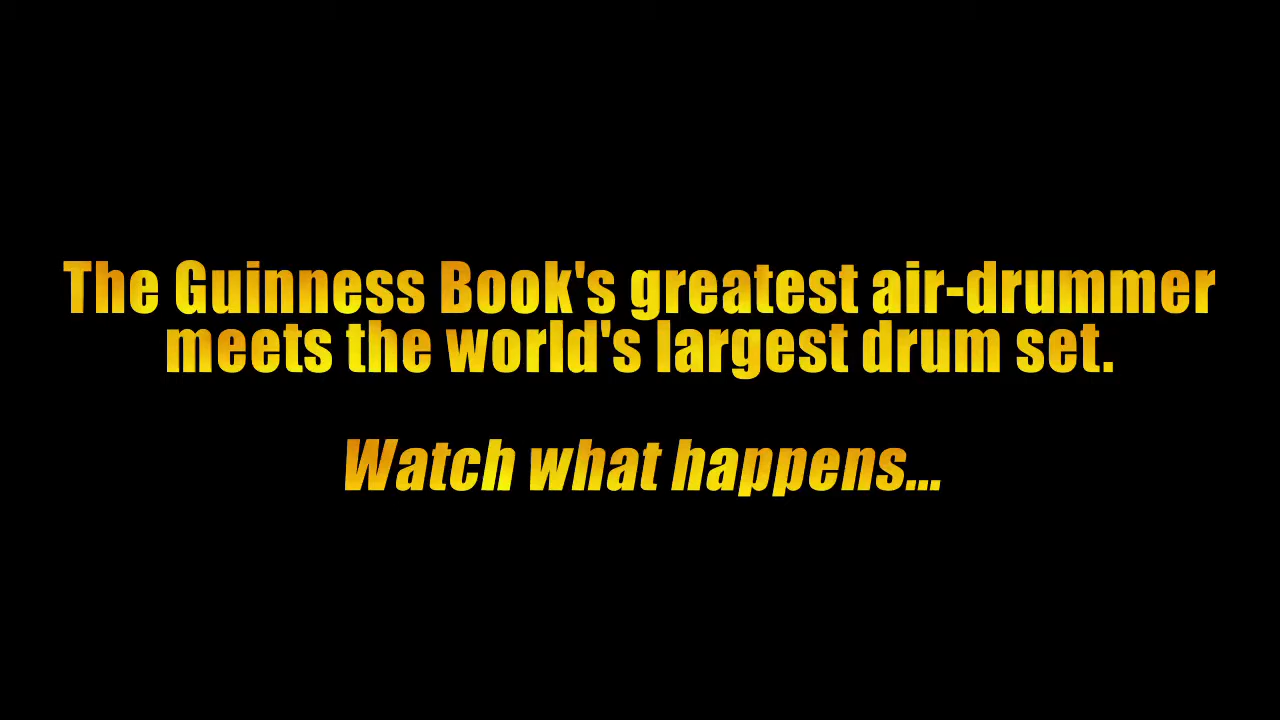 The Guinness Book's greatest air-drummer
meets the world's largest drum set.
Watch what happens...